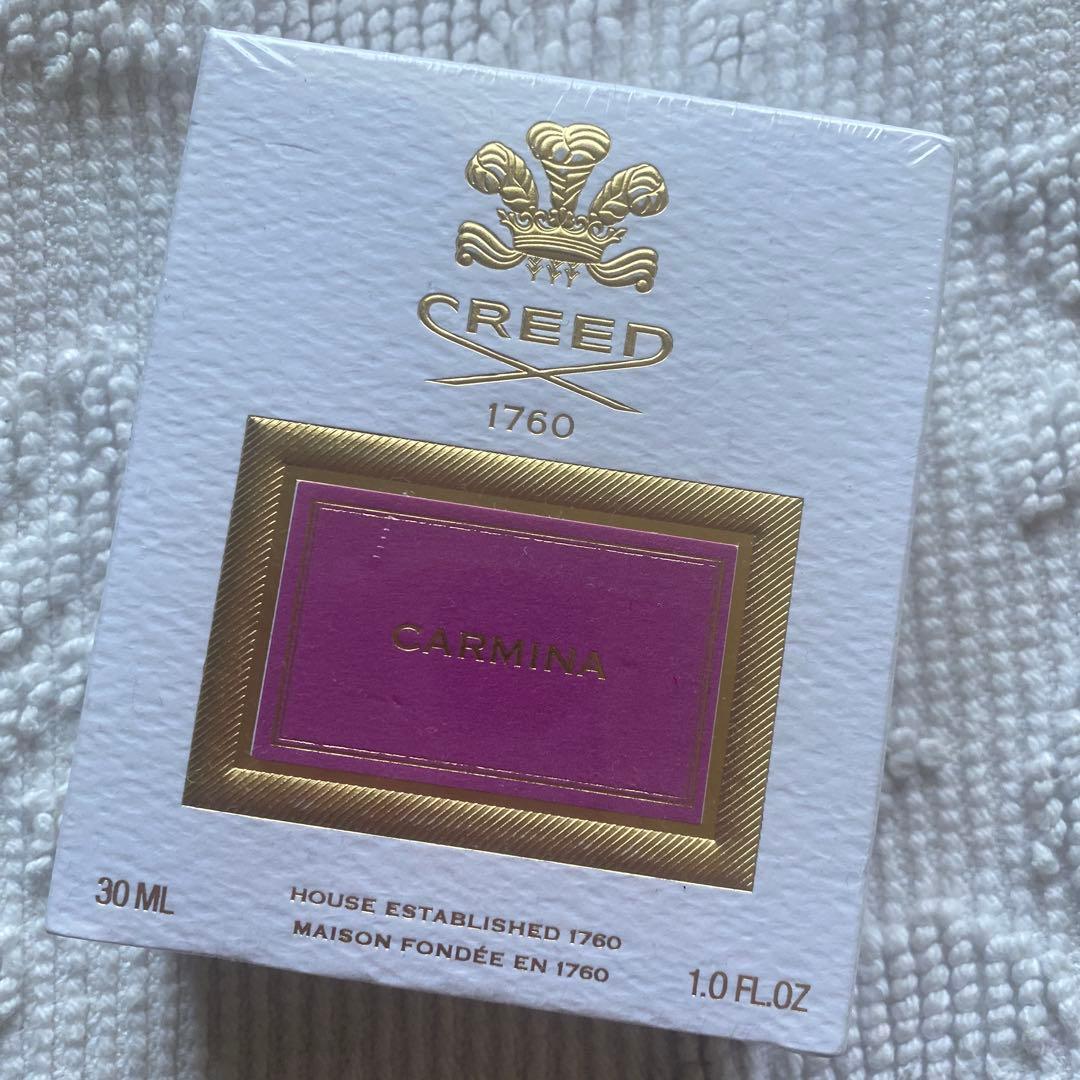 CREED
1760
CARMINA
30 ML
HOUSE ESTABLISHED 1760
MAISON FONDÉE EN 1760
1.0 FL.OZ